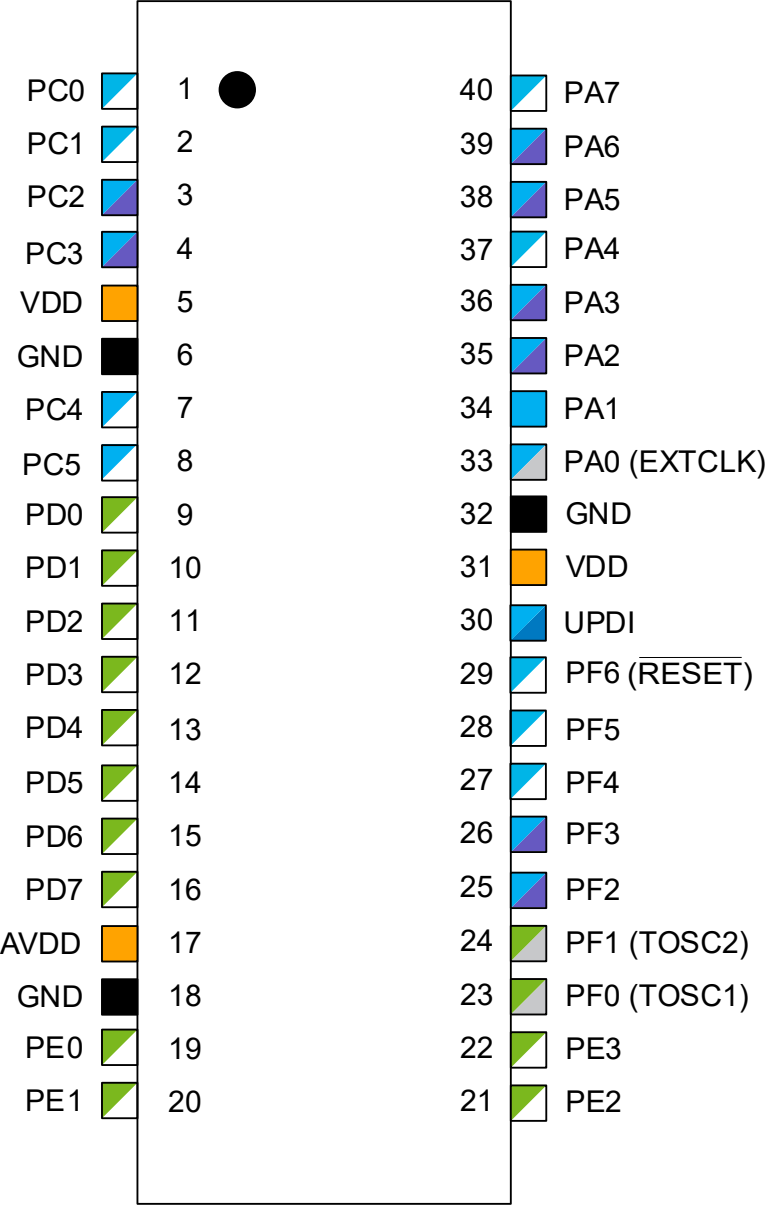 PC0 1 40 PA7
PC1 2 39 PA6
PC2 3 38 PA5
PC3 4 37 PA4
VDD 5 36 PA3
GND 6 35 PA2
PC4 7 34 PA1
PC5 8 33 PA0 (EXTCLK)
PD0 9 32 GND
PD1 10 31 VDD
PD2 11 30 UPDI
PD3 12 29 PF6 (RESET)
PD4 13 28 PF5
PD5 14 27 PF4
PD6 15 26 PF3
PD7 16 25 PF2
AVDD 17 24 PF1 (TOSC2)
GND 18 23 PF0 (TOSC1)
PE0 19 22 PE3
PE1 20 21 PE2